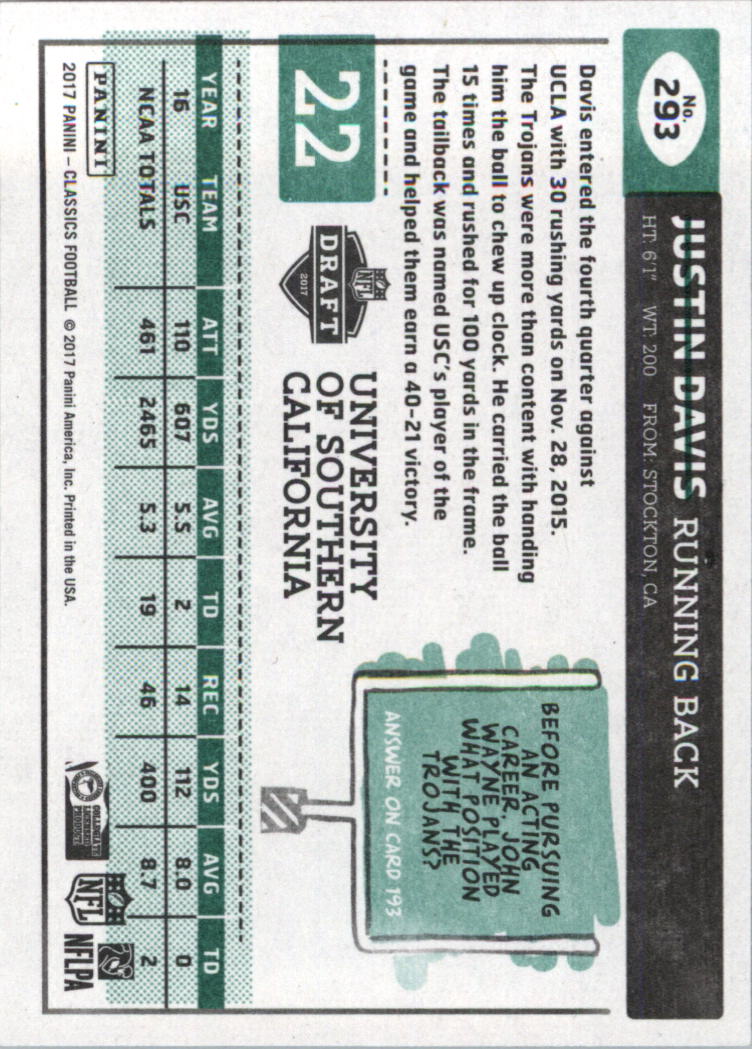 No.
293
JUSTIN DAVIS RUNNING BACK
HT: 6'1" WT: 200 FROM: STOCKTON, CA
Davis entered the fourth quarter against
UCLA with 30 rushing yards on Nov. 28, 2015.
The Trojans were more than content with handing
him the ball to chew up clock. He carried the ball
15 times and rushed for 100 yards in the frame.
The tailback was named USC's player of the
game and helped them earn a 40-21 victory.
BEFORE PURSUING
AN ACTING
CAREER, JOHN
WAYNE PLAYED
WHAT POSITION
WITH THE
TROJANS?
ANSWER ON CARD 193
22
NFL
DRAFT
2017
UNIVERSITY
OF SOUTHERN
CALIFORNIA
YEAR TEAM ATT YDS AVG TD REC YDS AVG TD
16 USC 110 607 5.5 2 14 112 8.0 0
NCAA TOTALS 461 2465 5.3 19 46 400 8.7 2
PANINI
2017 PANINI – CLASSICS FOOTBALL © 2017 Panini America, Inc. Printed in the USA.
COLLEGIATE
LICENSED
PRODUCT
NFL
NFLPA